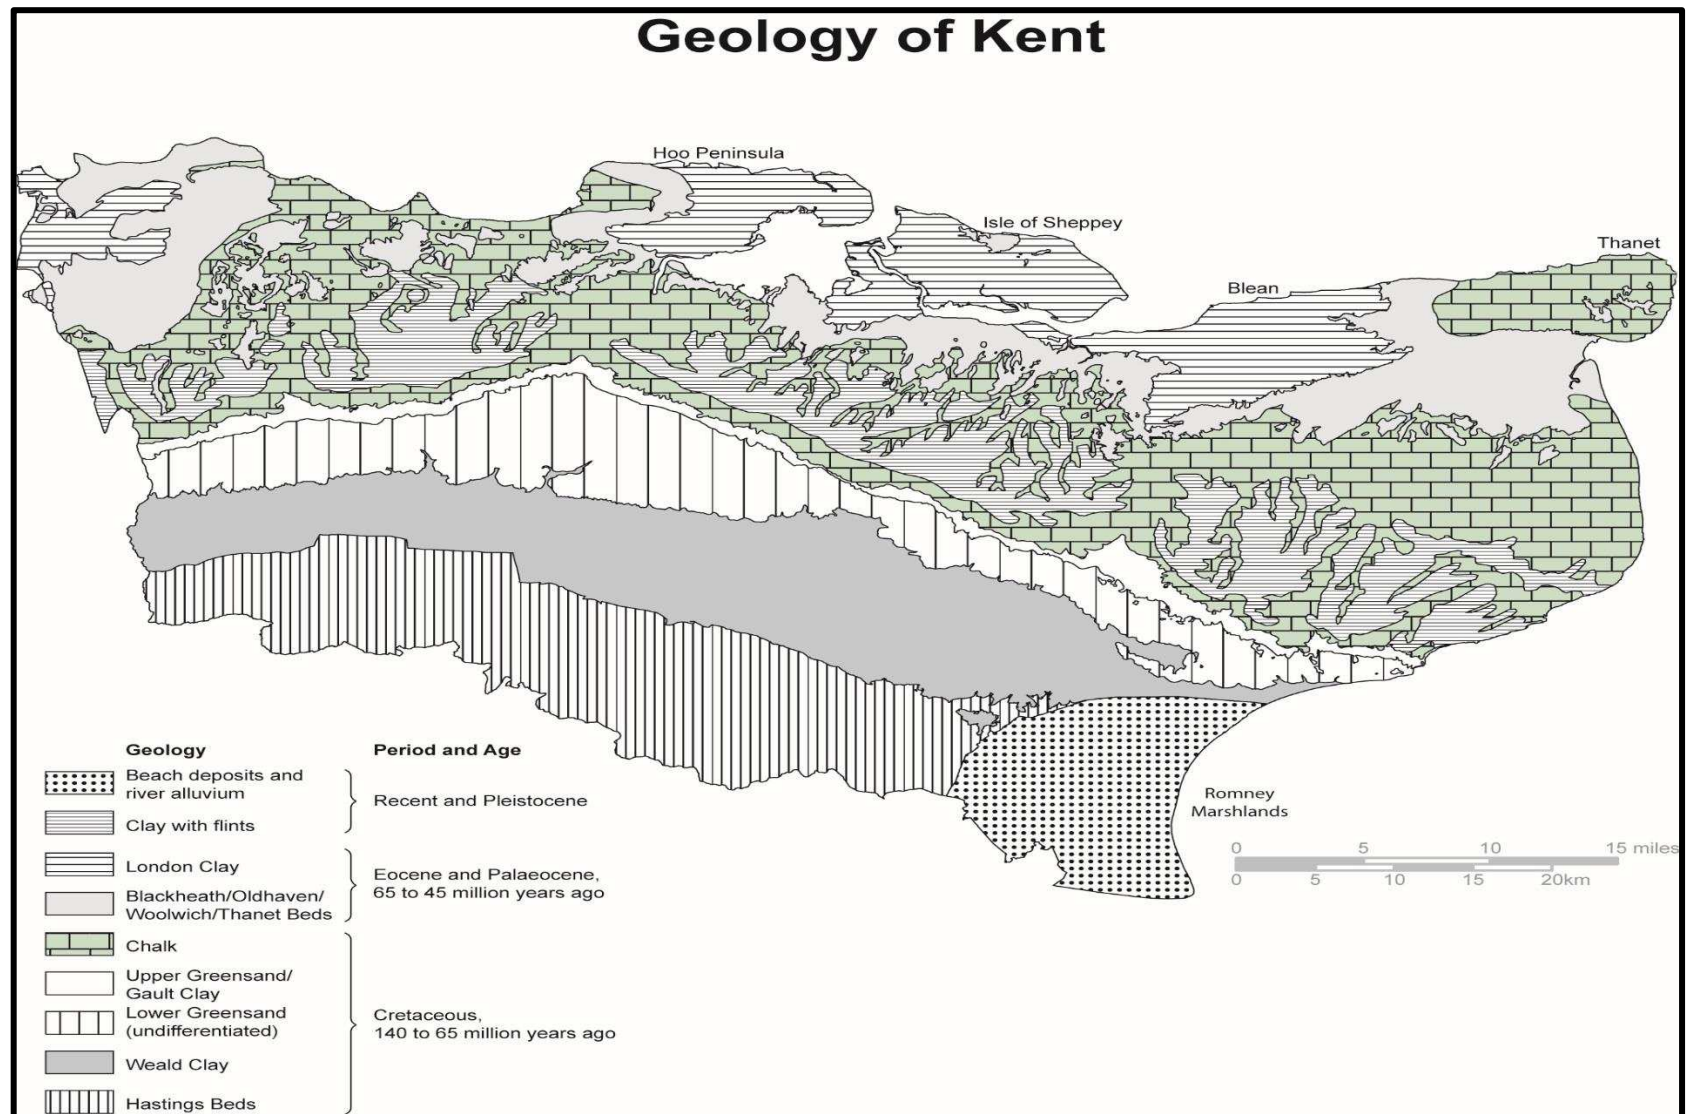 Geology of Kent
Hoo Peninsula
Isle of Sheppey
Thanet
Blean
Geology
Period and Age
Beach deposits and
river alluvium
Recent and Pleistocene
Clay with flints
London Clay
Eocene and Palaeocene,
65 to 45 million years ago
Blackheath/Oldhaven/
Woolwich/Thanet Beds
Chalk
Upper Greensand/
Gault Clay
Lower Greensand
(undifferentiated)
Cretaceous,
140 to 65 million years ago
Weald Clay
Hastings Beds
Romney
Marshlands
0 5 10 15 miles
0 5 10 15 20km